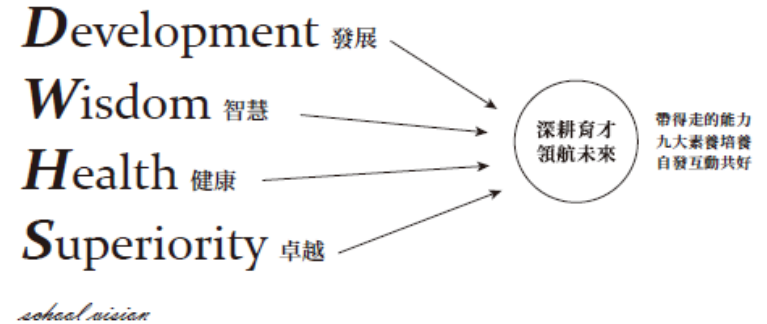 Development 發展
Wisdom 智慧
Health 健康
Superiority 卓越
深耕育才
領航未來
帶得走的能力
九大素養培養
自發互動共好
school vision